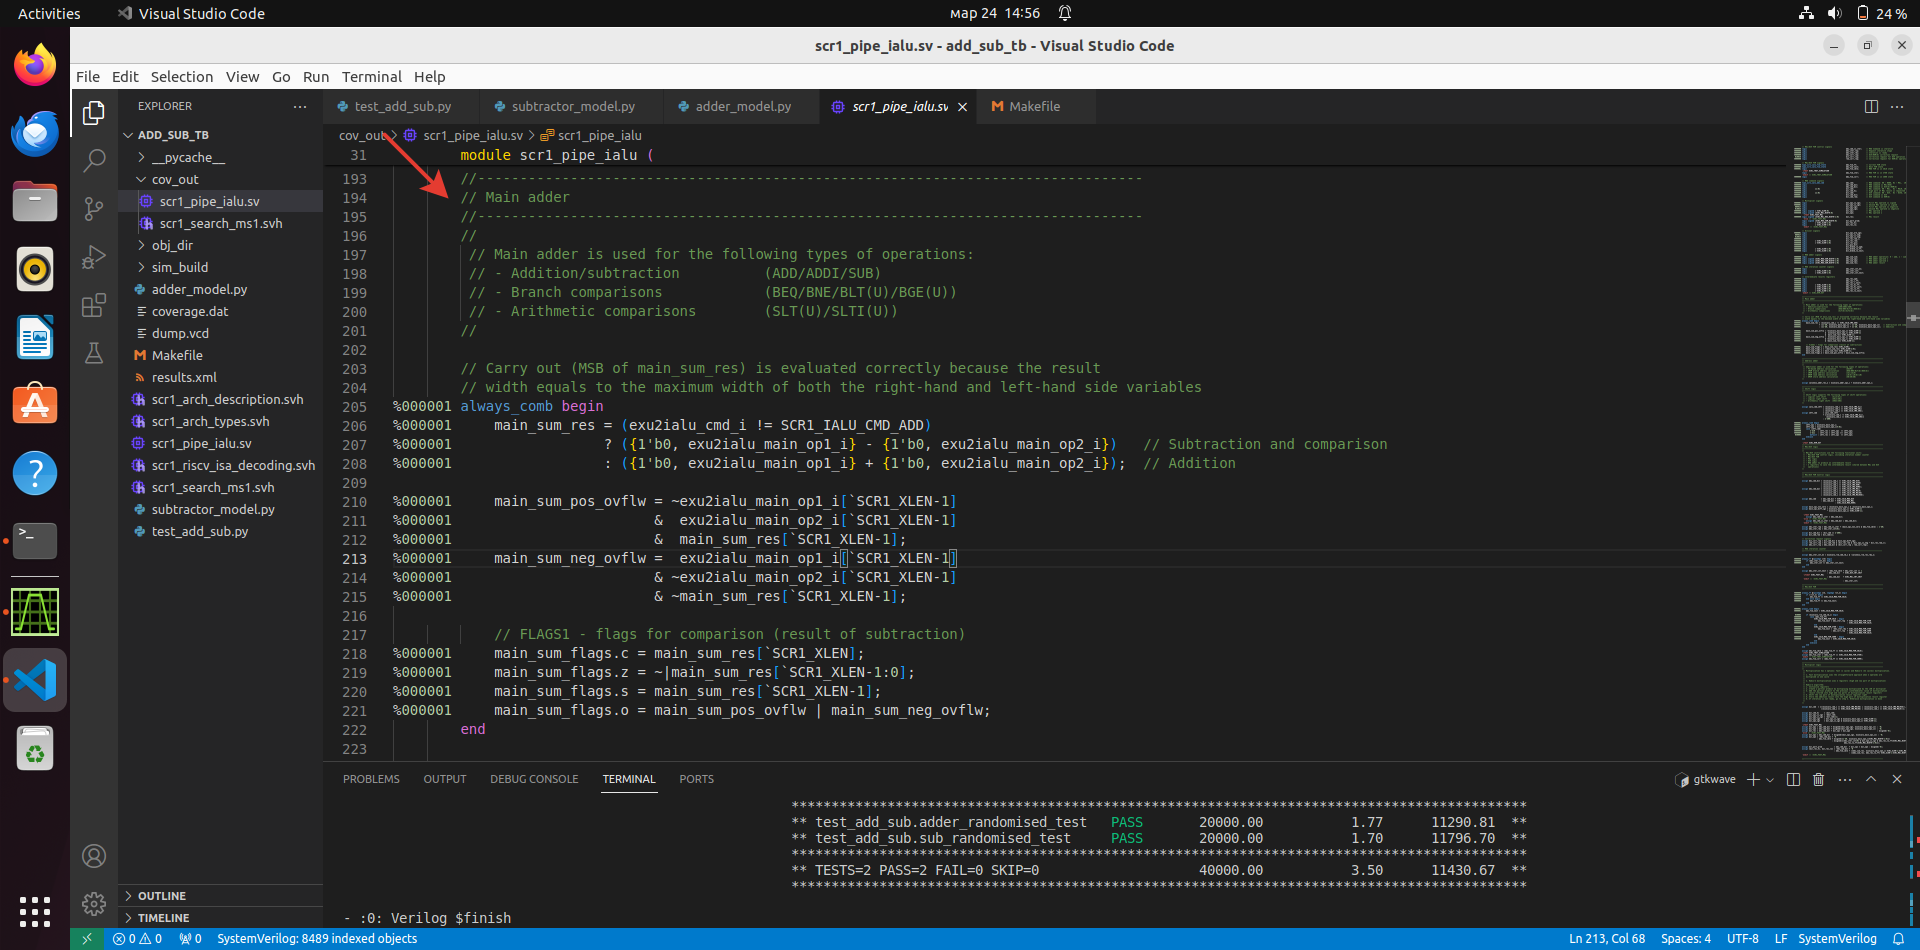 Activities Visual Studio Code мар 24 14:56 24 %
scr1_pipe_ialu.sv - add_sub_tb - Visual Studio Code
File Edit Selection View Go Run Terminal Help
EXPLORER
ADD_SUB_TB
__pycache__
cov_out
scr1_pipe_ialu.sv
scr1_search_ms1.svh
obj_dir
sim_build
adder_model.py
coverage.dat
dump.vcd
Makefile
results.xml
scr1_arch_description.svh
scr1_arch_types.svh
scr1_pipe_ialu.sv
scr1_riscv_isa_decoding.svh
scr1_search_ms1.svh
subtractor_model.py
test_add_sub.py
OUTLINE
TIMELINE
test_add_sub.py subtractor_model.py adder_model.py scr1_pipe_ialu.sv Makefile
cov_out scr1_pipe_ialu.sv scr1_pipe_ialu
31 module scr1_pipe_ialu (
193 //-------------------------------------------------------------------------------
194 // Main adder
195 //-------------------------------------------------------------------------------
196 //
197 // Main adder is used for the following types of operations:
198 // - Addition/subtraction (ADD/ADDI/SUB)
199 // - Branch comparisons (BEQ/BNE/BLT(U)/BGE(U))
200 // - Arithmetic comparisons (SLT(U)/SLTI(U))
201 //
202
203 // Carry out (MSB of main_sum_res) is evaluated correctly because the result
204 // width equals to the maximum width of both the right-hand and left-hand side variables
205 %000001 always_comb begin
206 %000001 main_sum_res = (exu2ialu_cmd_i != SCR1_IALU_CMD_ADD)
207 %000001 ? ({1'b0, exu2ialu_main_op1_i} - {1'b0, exu2ialu_main_op2_i}) // Subtraction and comparison
208 %000001 : ({1'b0, exu2ialu_main_op1_i} + {1'b0, exu2ialu_main_op2_i}); // Addition
209
210 %000001 main_sum_pos_ovflw = ~exu2ialu_main_op1_i[`SCR1_XLEN-1]
211 %000001 & exu2ialu_main_op2_i[`SCR1_XLEN-1]
212 %000001 & main_sum_res[`SCR1_XLEN-1];
213 %000001 main_sum_neg_ovflw = exu2ialu_main_op1_i[`SCR1_XLEN-1]
214 %000001 & ~exu2ialu_main_op2_i[`SCR1_XLEN-1]
215 %000001 & ~main_sum_res[`SCR1_XLEN-1];
216
217 // FLAGS1 - flags for comparison (result of subtraction)
218 %000001 main_sum_flags.c = main_sum_res[`SCR1_XLEN];
219 %000001 main_sum_flags.z = ~|main_sum_res[`SCR1_XLEN-1:0];
220 %000001 main_sum_flags.s = main_sum_res[`SCR1_XLEN-1];
221 %000001 main_sum_flags.o = main_sum_pos_ovflw | main_sum_neg_ovflw;
222 end
223
PROBLEMS OUTPUT DEBUG CONSOLE TERMINAL PORTS gtkwave
********************************************************************************************
** test_add_sub.adder_randomised_test PASS 20000.00 1.77 11290.81 **
** test_add_sub.sub_randomised_test PASS 20000.00 1.70 11796.70 **
********************************************************************************************
** TESTS=2 PASS=2 FAIL=0 SKIP=0 40000.00 3.50 11430.67 **
********************************************************************************************
- :0: Verilog $finish
0 0 0 SystemVerilog: 8489 indexed objects Ln 213, Col 68 Spaces: 4 UTF-8 LF SystemVerilog